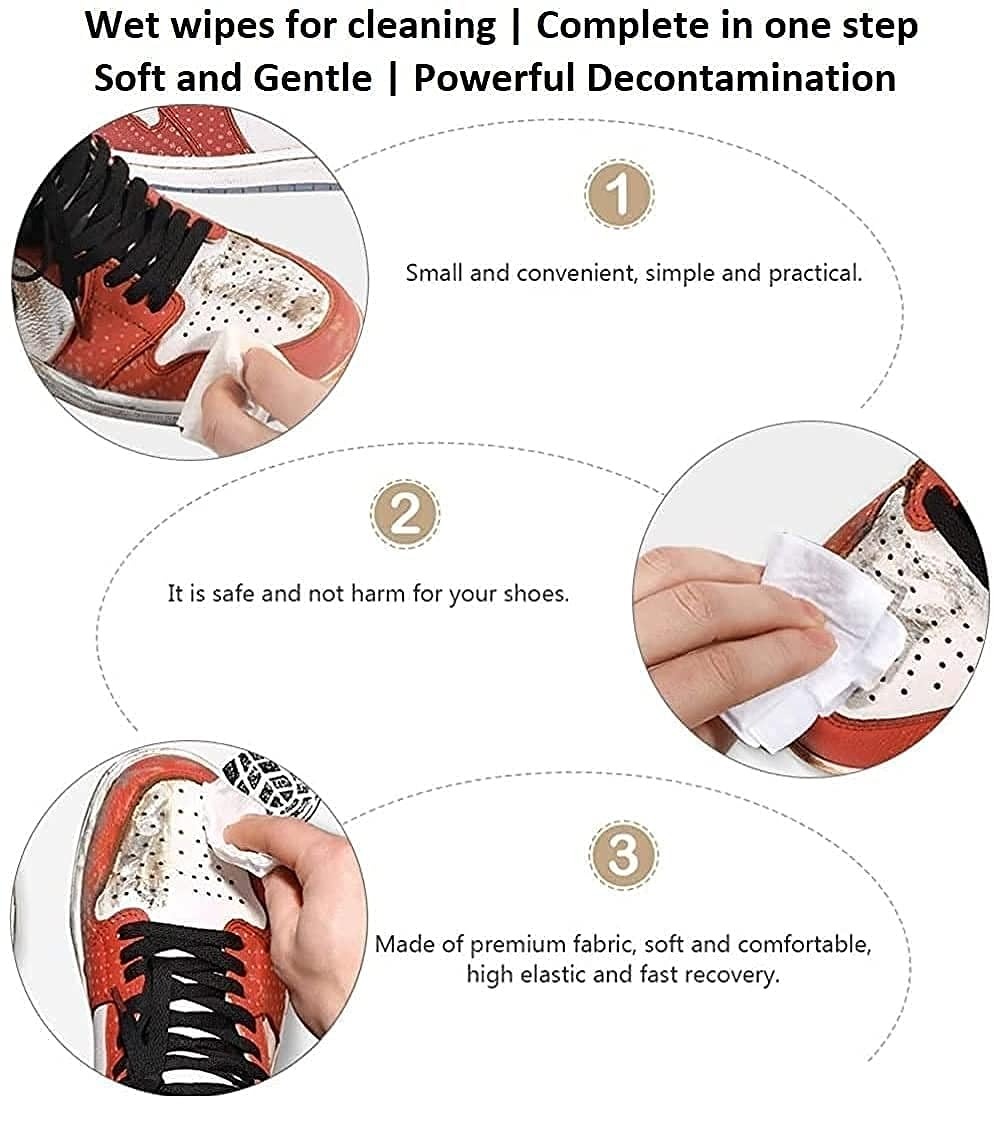 Wet wipes for cleaning | Complete in one step
Soft and Gentle | Powerful Decontamination
1
Small and convenient, simple and practical.
2
It is safe and not harm for your shoes.
3
Made of premium fabric, soft and comfortable,
high elastic and fast recovery.